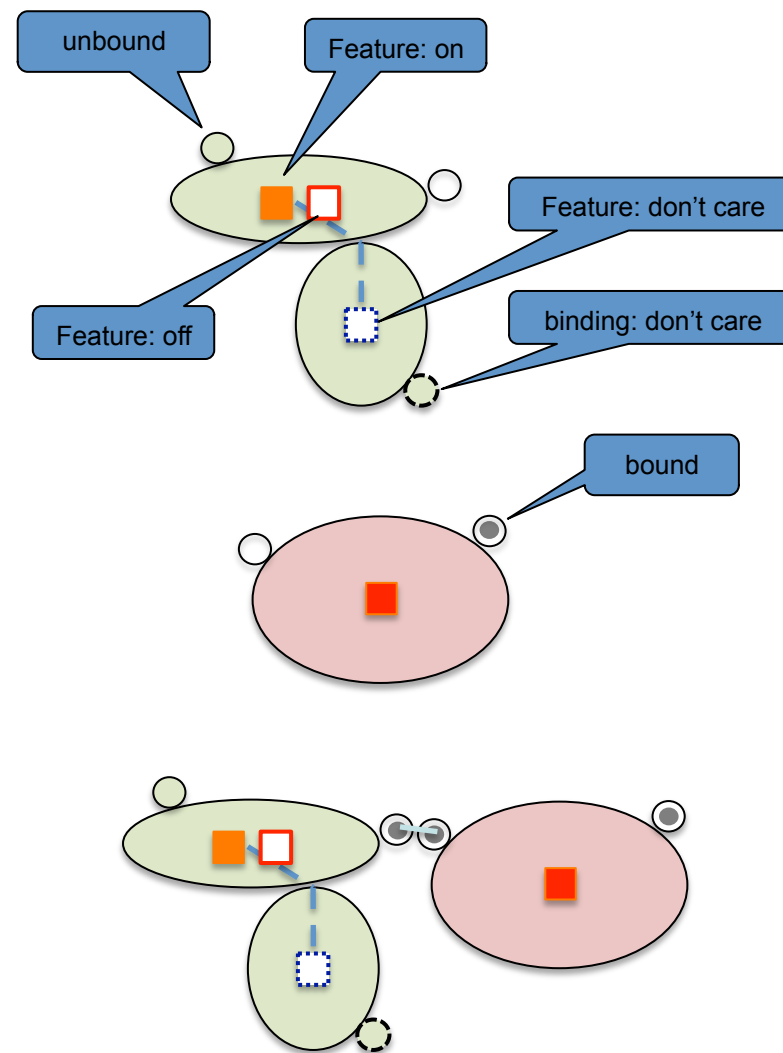 unbound
Feature: on
Feature: don’t care
Feature: off
binding: don’t care
bound